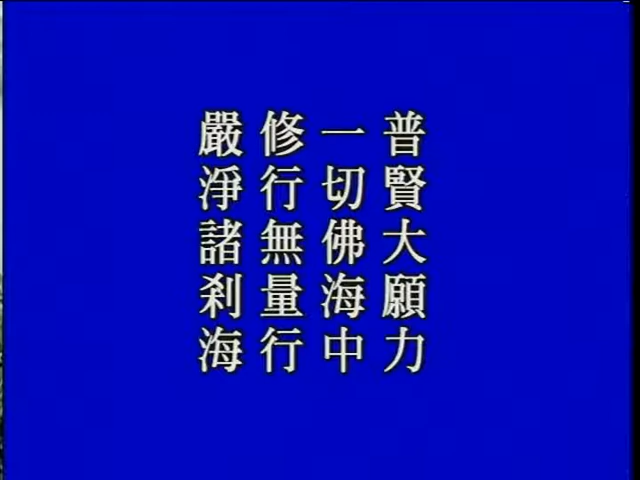 普賢大願力
一切佛海中
修行無量行
嚴淨諸剎海